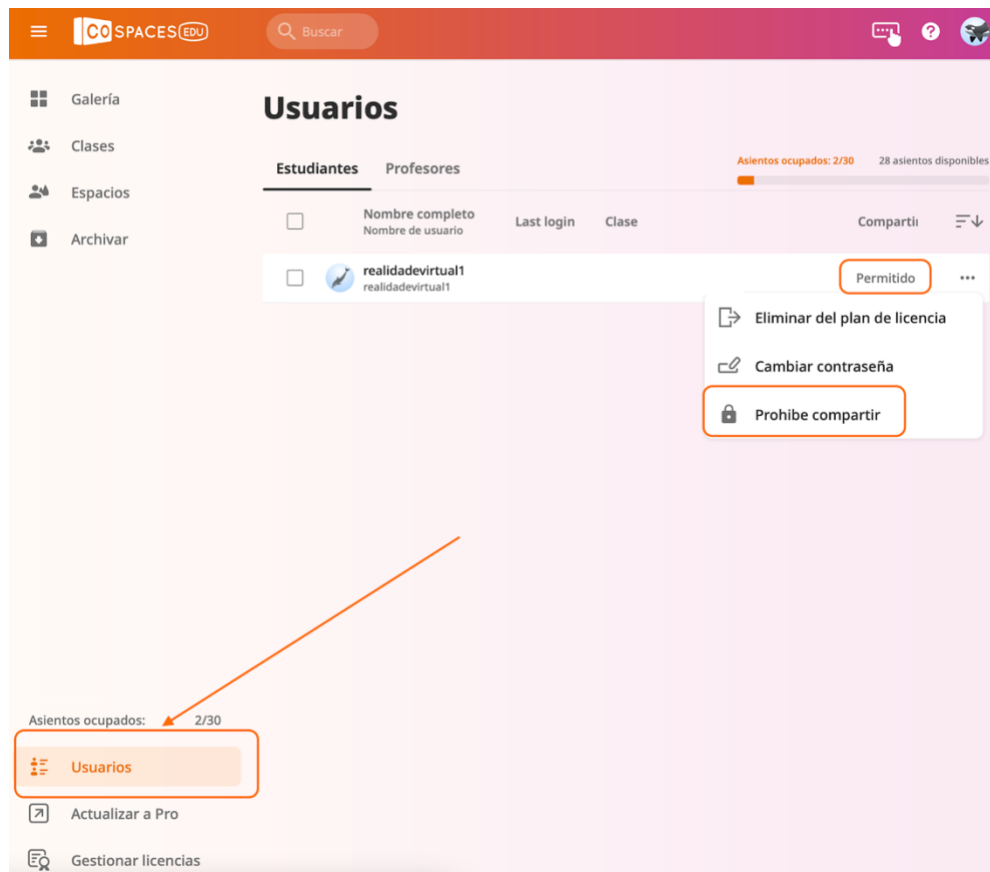 CO SPACES EDU
Buscar
Galería
Clases
Espacios
Archivar
Usuarios
Estudiantes Profesores
Asientos ocupados: 2/30 28 asientos disponibles
Nombre completo
Nombre de usuario
Last login Clase Compartii
realidadevirtual1
realidadevirtual1
Permitido
Eliminar del plan de licencia
Cambiar contraseña
Prohibe compartir
Asientos ocupados: 2/30
Usuarios
Actualizar a Pro
Gestionar licencias